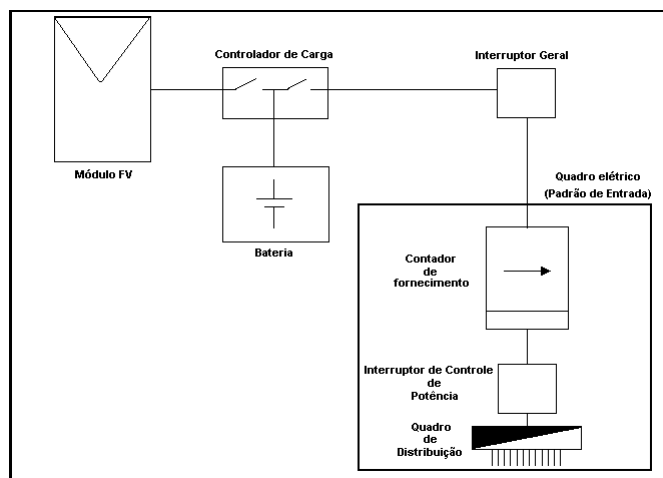 Controlador de Carga
Interruptor Geral
Módulo FV
Bateria
Quadro elétrico
(Padrão de Entrada)
Contador
de
fornecimento
Interruptor de Controle
de
Potência
Quadro
de
Distribuição